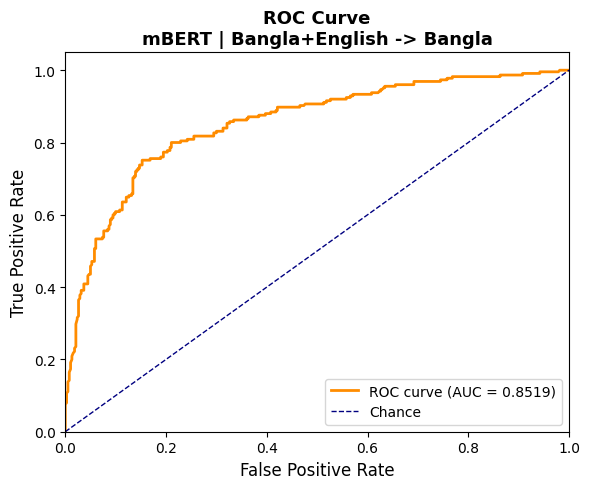 ROC Curve
mBERT | Bangla+English -> Bangla
True Positive Rate
1.0
0.8
0.6
0.4
0.2
0.0
0.0 0.2 0.4 0.6 0.8 1.0
False Positive Rate
ROC curve (AUC = 0.8519)
Chance